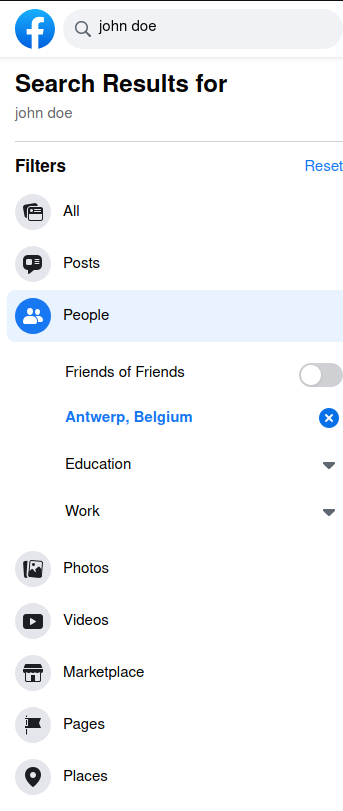 john doe
Search Results for
john doe
Filters Reset
All
Posts
People
Friends of Friends
Antwerp, Belgium
Education
Work
Photos
Videos
Marketplace
Pages
Places